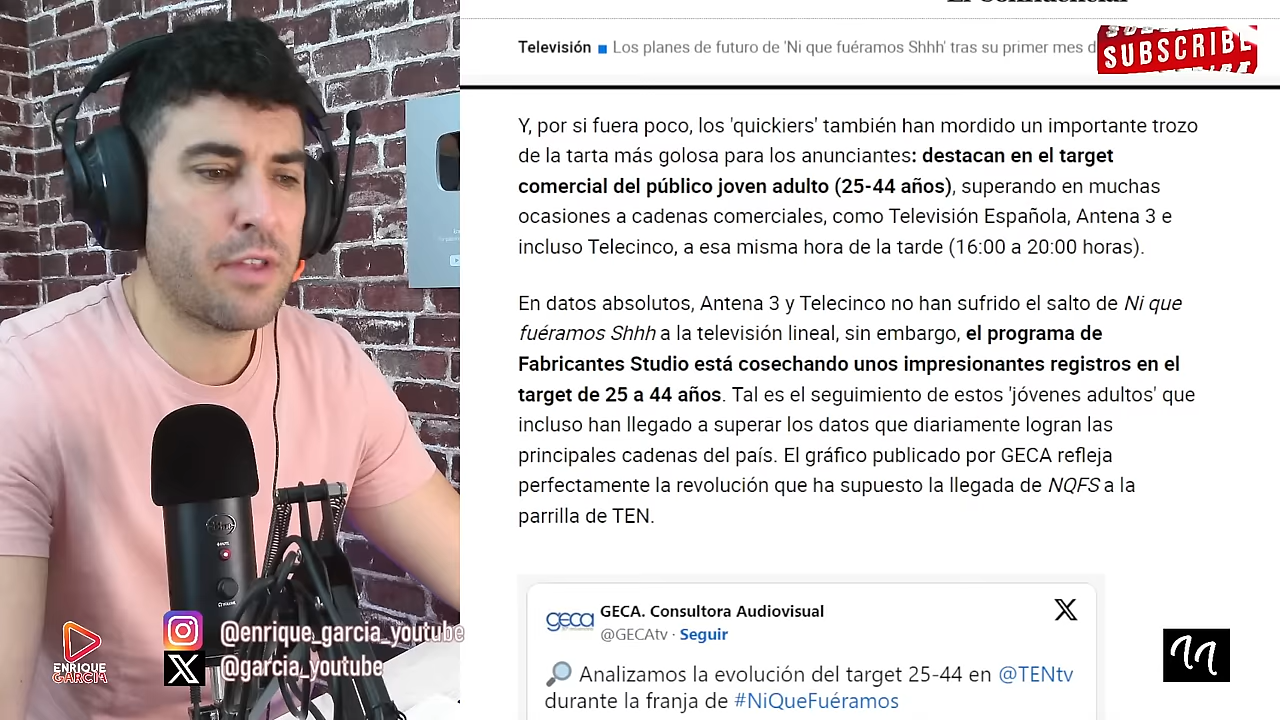 Televisión ■ Los planes de futuro de 'Ni que fuéramos Shhh' tras su primer mes d
SUBSCRIBE
Y, por si fuera poco, los 'quickiers' también han mordido un importante trozo
de la tarta más golosa para los anunciantes: destacan en el target
comercial del público joven adulto (25-44 años), superando en muchas
ocasiones a cadenas comerciales, como Televisión Española, Antena 3 e
incluso Telecinco, a esa misma hora de la tarde (16:00 a 20:00 horas).
En datos absolutos, Antena 3 y Telecinco no han sufrido el salto de Ni que
fuéramos Shhh a la televisión lineal, sin embargo, el programa de
Fabricantes Studio está cosechando unos impresionantes registros en el
target de 25 a 44 años. Tal es el seguimiento de estos 'jóvenes adultos' que
incluso han llegado a superar los datos que diariamente logran las
principales cadenas del país. El gráfico publicado por GECA refleja
perfectamente la revolución que ha supuesto la llegada de NQFS a la
parrilla de TEN.
geca GECA. Consultora Audiovisual
@GECAtv · Seguir
🔎 Analizamos la evolución del target 25-44 en @TENtv
durante la franja de #NiQueFuéramos
@enrique_garcia_youtube
@garcia_youtube
ENRIQUE
GARCIA